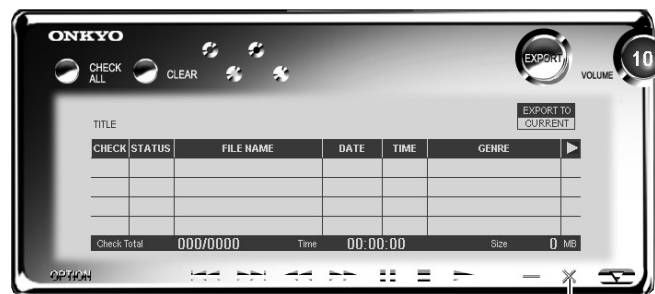 ONKYO
CHECK ALL
CLEAR
EXPORT
VOLUME
10
TITLE
EXPORT TO
CURRENT
CHECK STATUS FILE NAME DATE TIME GENRE
Check Total 000/0000 Time 00:00:00 Size 0 MB
OPTION